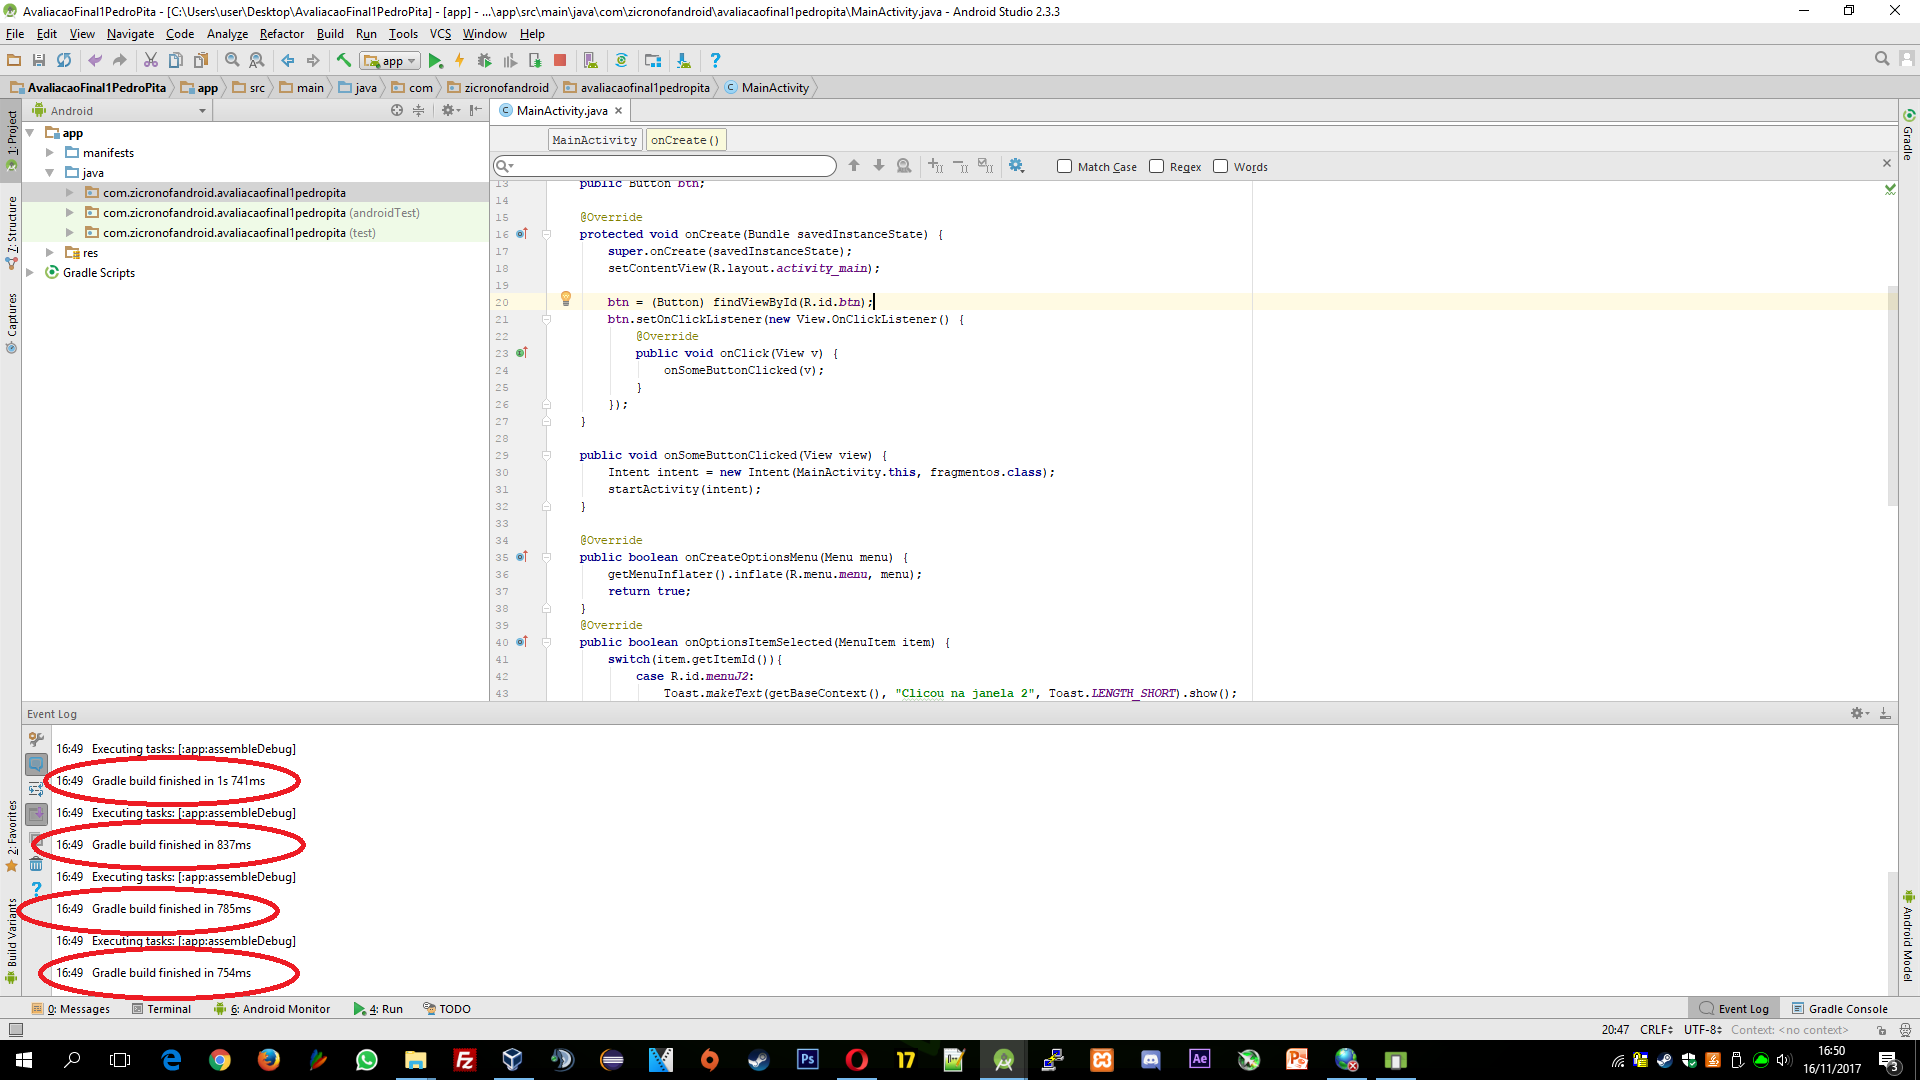 AvaliacaoFinal1PedroPita - [C:\Users\user\Desktop\AvaliacaoFinal1PedroPita] - [app] - ...\app\src\main\java\com\zicronofandroid\avaliacaofinal1pedropita\MainActivity.java - Android Studio 2.3.3
File Edit View Navigate Code Analyze Refactor Build Run Tools VCS Window Help
app
AvaliacaoFinal1PedroPita app src main java com zicronofandroid avaliacaofinal1pedropita MainActivity
Android
MainActivity.java
1: Project
7: Structure
Captures
2: Favorites
Build Variants
app
manifests
java
com.zicronofandroid.avaliacaofinal1pedropita
com.zicronofandroid.avaliacaofinal1pedropita (androidTest)
com.zicronofandroid.avaliacaofinal1pedropita (test)
res
Gradle Scripts
MainActivity onCreate()
Match Case Regex Words
Gradle
Android Model
13 public Button btn;
14
15 @Override
16 protected void onCreate(Bundle savedInstanceState) {
17 super.onCreate(savedInstanceState);
18 setContentView(R.layout.activity_main);
19
20 btn = (Button) findViewById(R.id.btn);
21 btn.setOnClickListener(new View.OnClickListener() {
22 @Override
23 public void onClick(View v) {
24 onSomeButtonClicked(v);
25 }
26 });
27 }
28
29 public void onSomeButtonClicked(View view) {
30 Intent intent = new Intent(MainActivity.this, fragmentos.class);
31 startActivity(intent);
32 }
33
34 @Override
35 public boolean onCreateOptionsMenu(Menu menu) {
36 getMenuInflater().inflate(R.menu.menu, menu);
37 return true;
38 }
39 @Override
40 public boolean onOptionsItemSelected(MenuItem item) {
41 switch(item.getItemId()){
42 case R.id.menuJ2:
43 Toast.makeText(getBaseContext(), "Clicou na janela 2", Toast.LENGTH_SHORT).show();
Event Log
16:49 Executing tasks: [:app:assembleDebug]
16:49 Gradle build finished in 1s 741ms
16:49 Executing tasks: [:app:assembleDebug]
16:49 Gradle build finished in 837ms
16:49 Executing tasks: [:app:assembleDebug]
16:49 Gradle build finished in 785ms
16:49 Executing tasks: [:app:assembleDebug]
16:49 Gradle build finished in 754ms
0: Messages Terminal 6: Android Monitor 4: Run TODO Event Log Gradle Console
20:47 CRLF UTF-8 Context: <no context>
Ps 17 Ae
16:50
16/11/2017
3